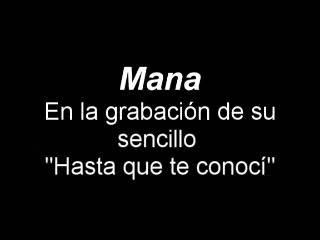 Mana
En la grabación de su
sencillo
"Hasta que te conocí"